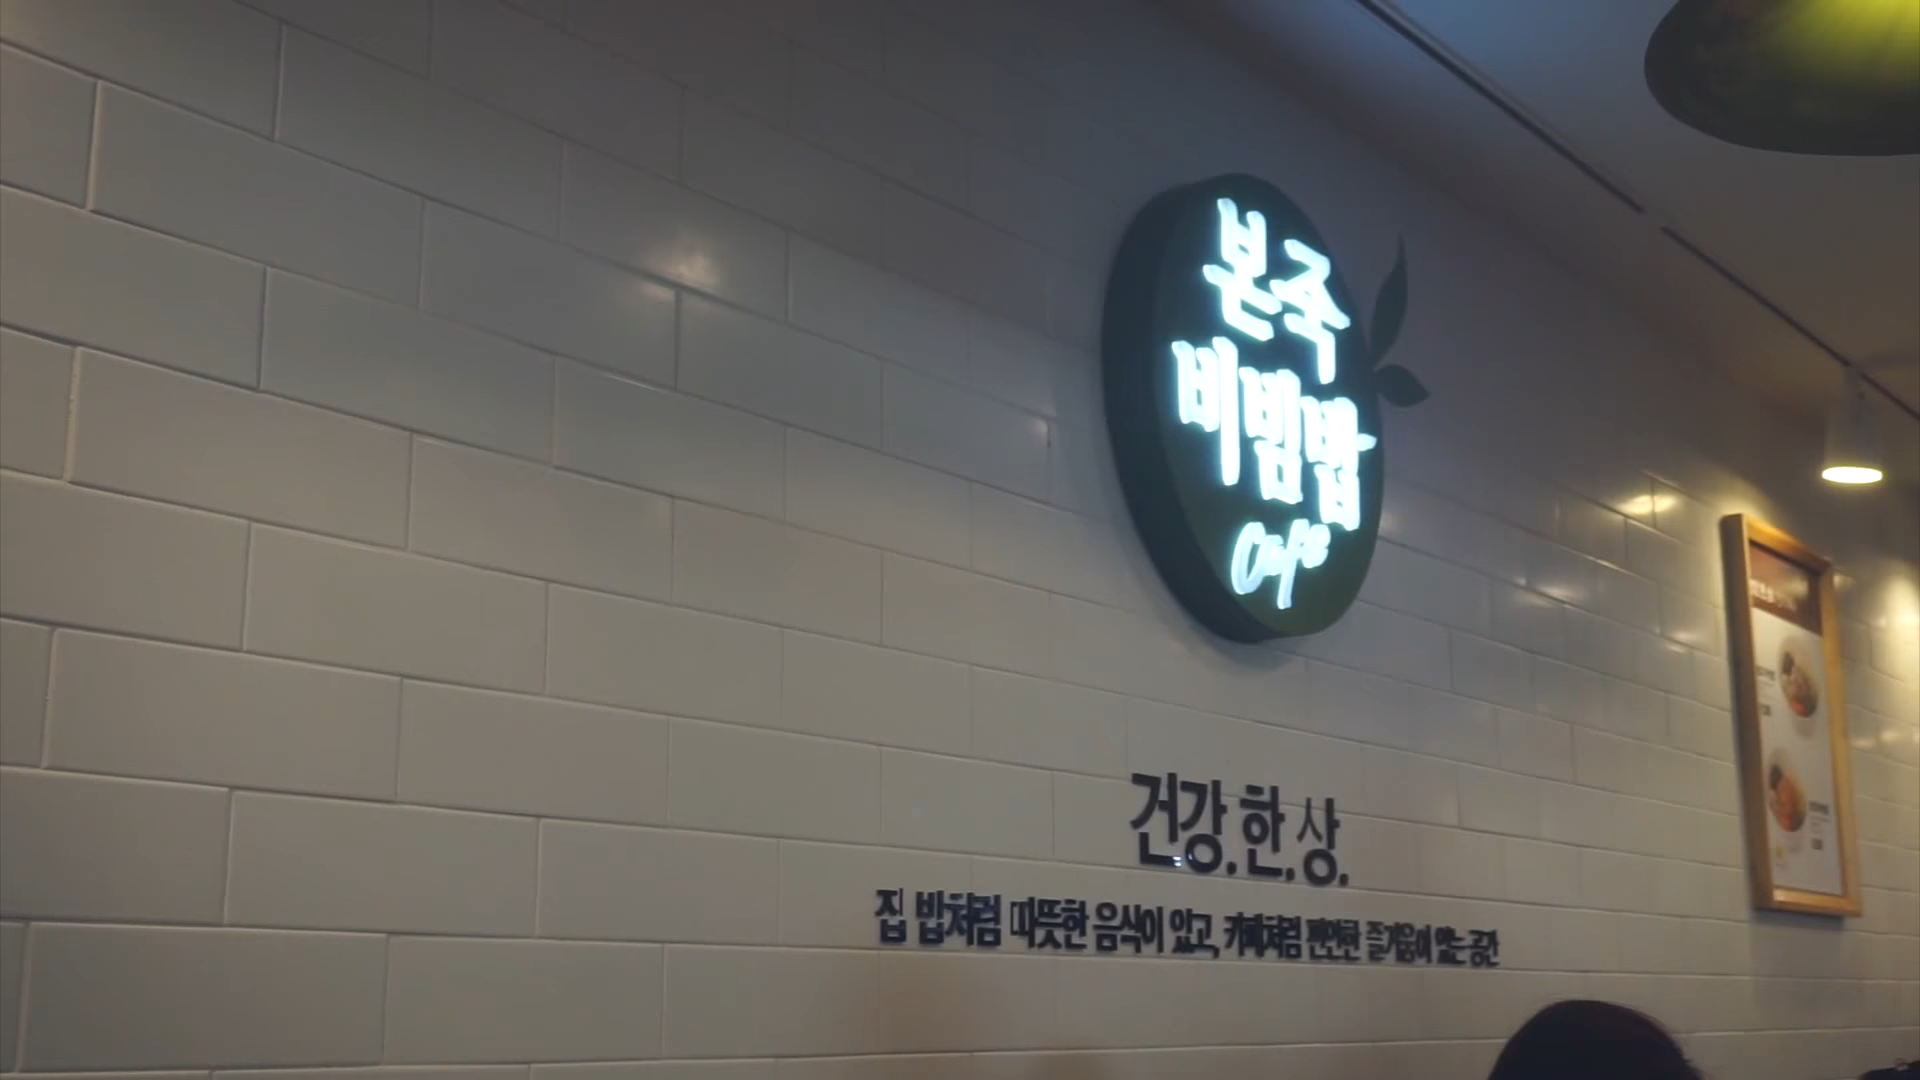 본죽
비빔밥
Cafe
건강.한.상.
집 밥처럼 따뜻한 음식이 있고, 카페처럼 편안한 즐거움이 있는 공간